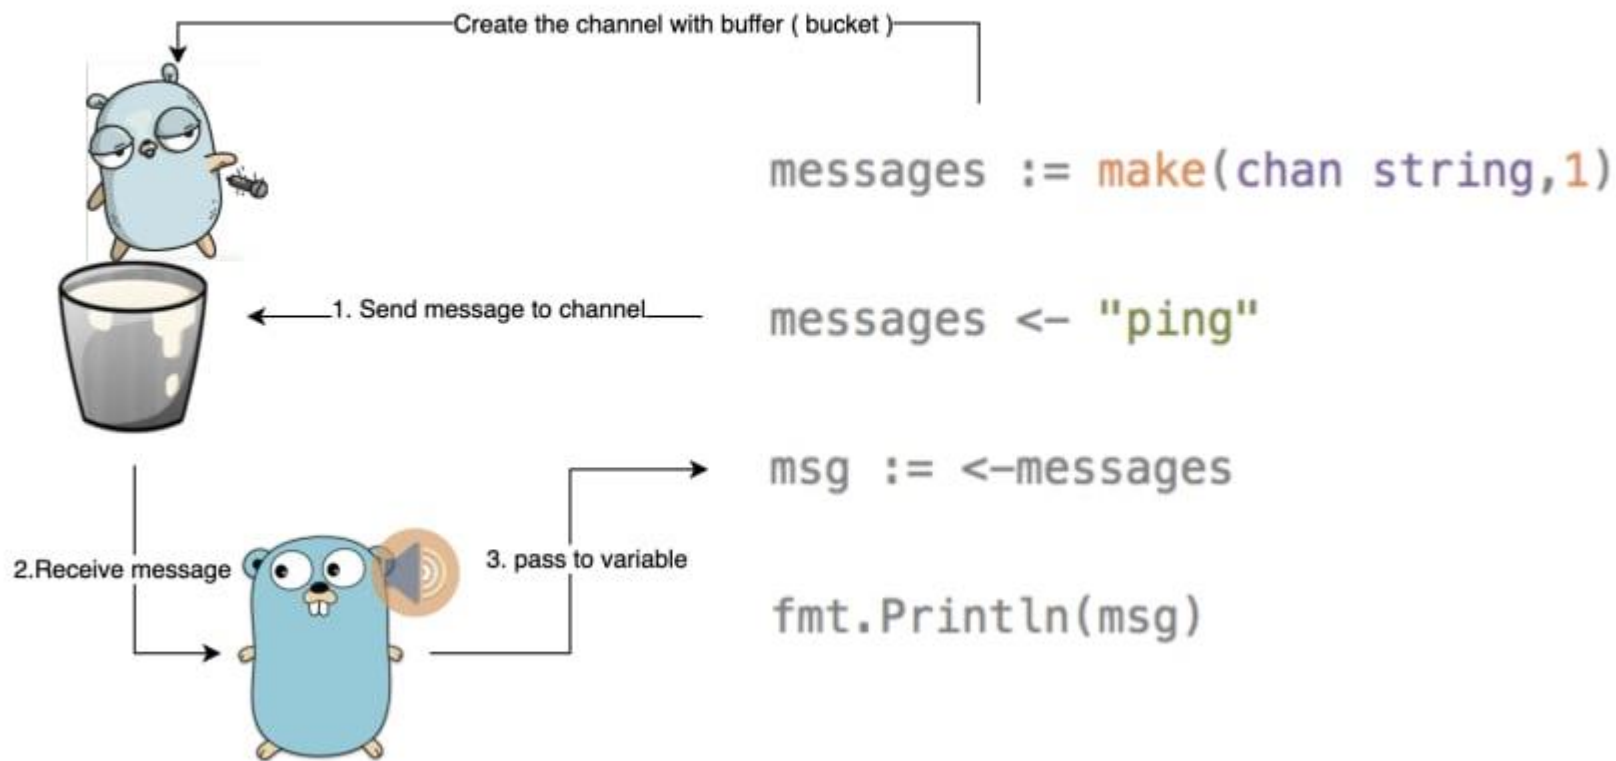 Create the channel with buffer ( bucket )
messages := make(chan string,1)
1. Send message to channel
messages <- "ping"
msg := <-messages
2.Receive message
3. pass to variable
fmt.Println(msg)